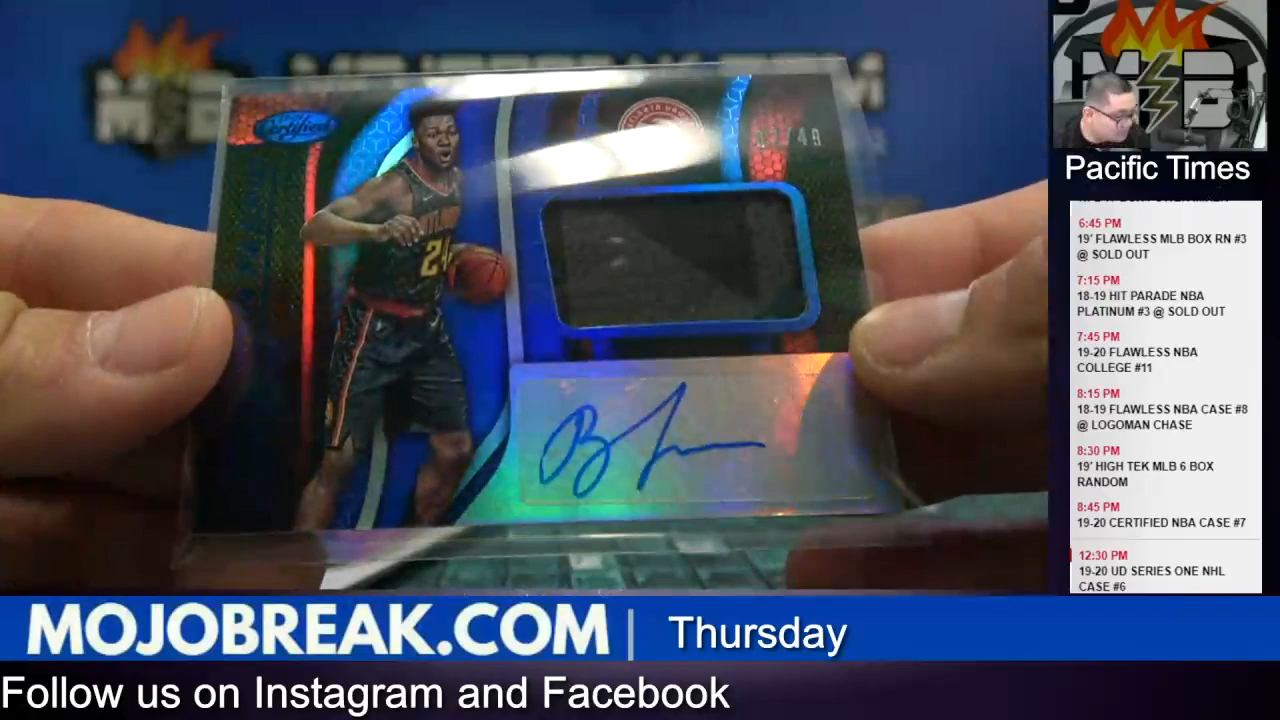 Certified
/49
ATLANTA
24
MB
Pacific Times
6:45 PM
19' FLAWLESS MLB BOX RN #3
@ SOLD OUT
7:15 PM
18-19 HIT PARADE NBA
PLATINUM #3 @ SOLD OUT
7:45 PM
19-20 FLAWLESS NBA
COLLEGE #11
8:15 PM
18-19 FLAWLESS NBA CASE #8
@ LOGOMAN CHASE
8:30 PM
19' HIGH TEK MLB 6 BOX
RANDOM
8:45 PM
19-20 CERTIFIED NBA CASE #7
12:30 PM
19-20 UD SERIES ONE NHL
CASE #6
MOJOBREAK.COM | Thursday
Follow us on Instagram and Facebook